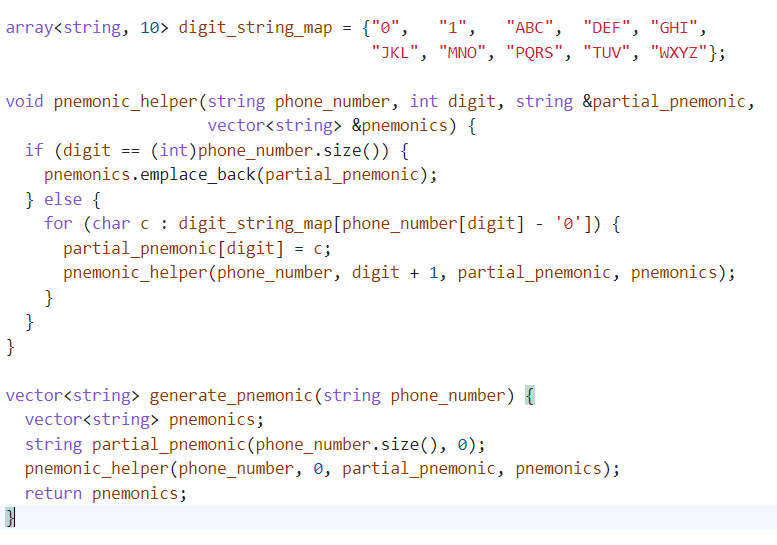 array<string, 10> digit_string_map = {"0", "1", "ABC", "DEF", "GHI",
"JKL", "MNO", "PQRS", "TUV", "WXYZ"};
void pnemonic_helper(string phone_number, int digit, string &partial_pnemonic,
vector<string> &pnemonics) {
if (digit == (int)phone_number.size()) {
pnemonics.emplace_back(partial_pnemonic);
} else {
for (char c : digit_string_map[phone_number[digit] - '0']) {
partial_pnemonic[digit] = c;
pnemonic_helper(phone_number, digit + 1, partial_pnemonic, pnemonics);
}
}
}
vector<string> generate_pnemonic(string phone_number) {
vector<string> pnemonics;
string partial_pnemonic(phone_number.size(), 0);
pnemonic_helper(phone_number, 0, partial_pnemonic, pnemonics);
return pnemonics;
}